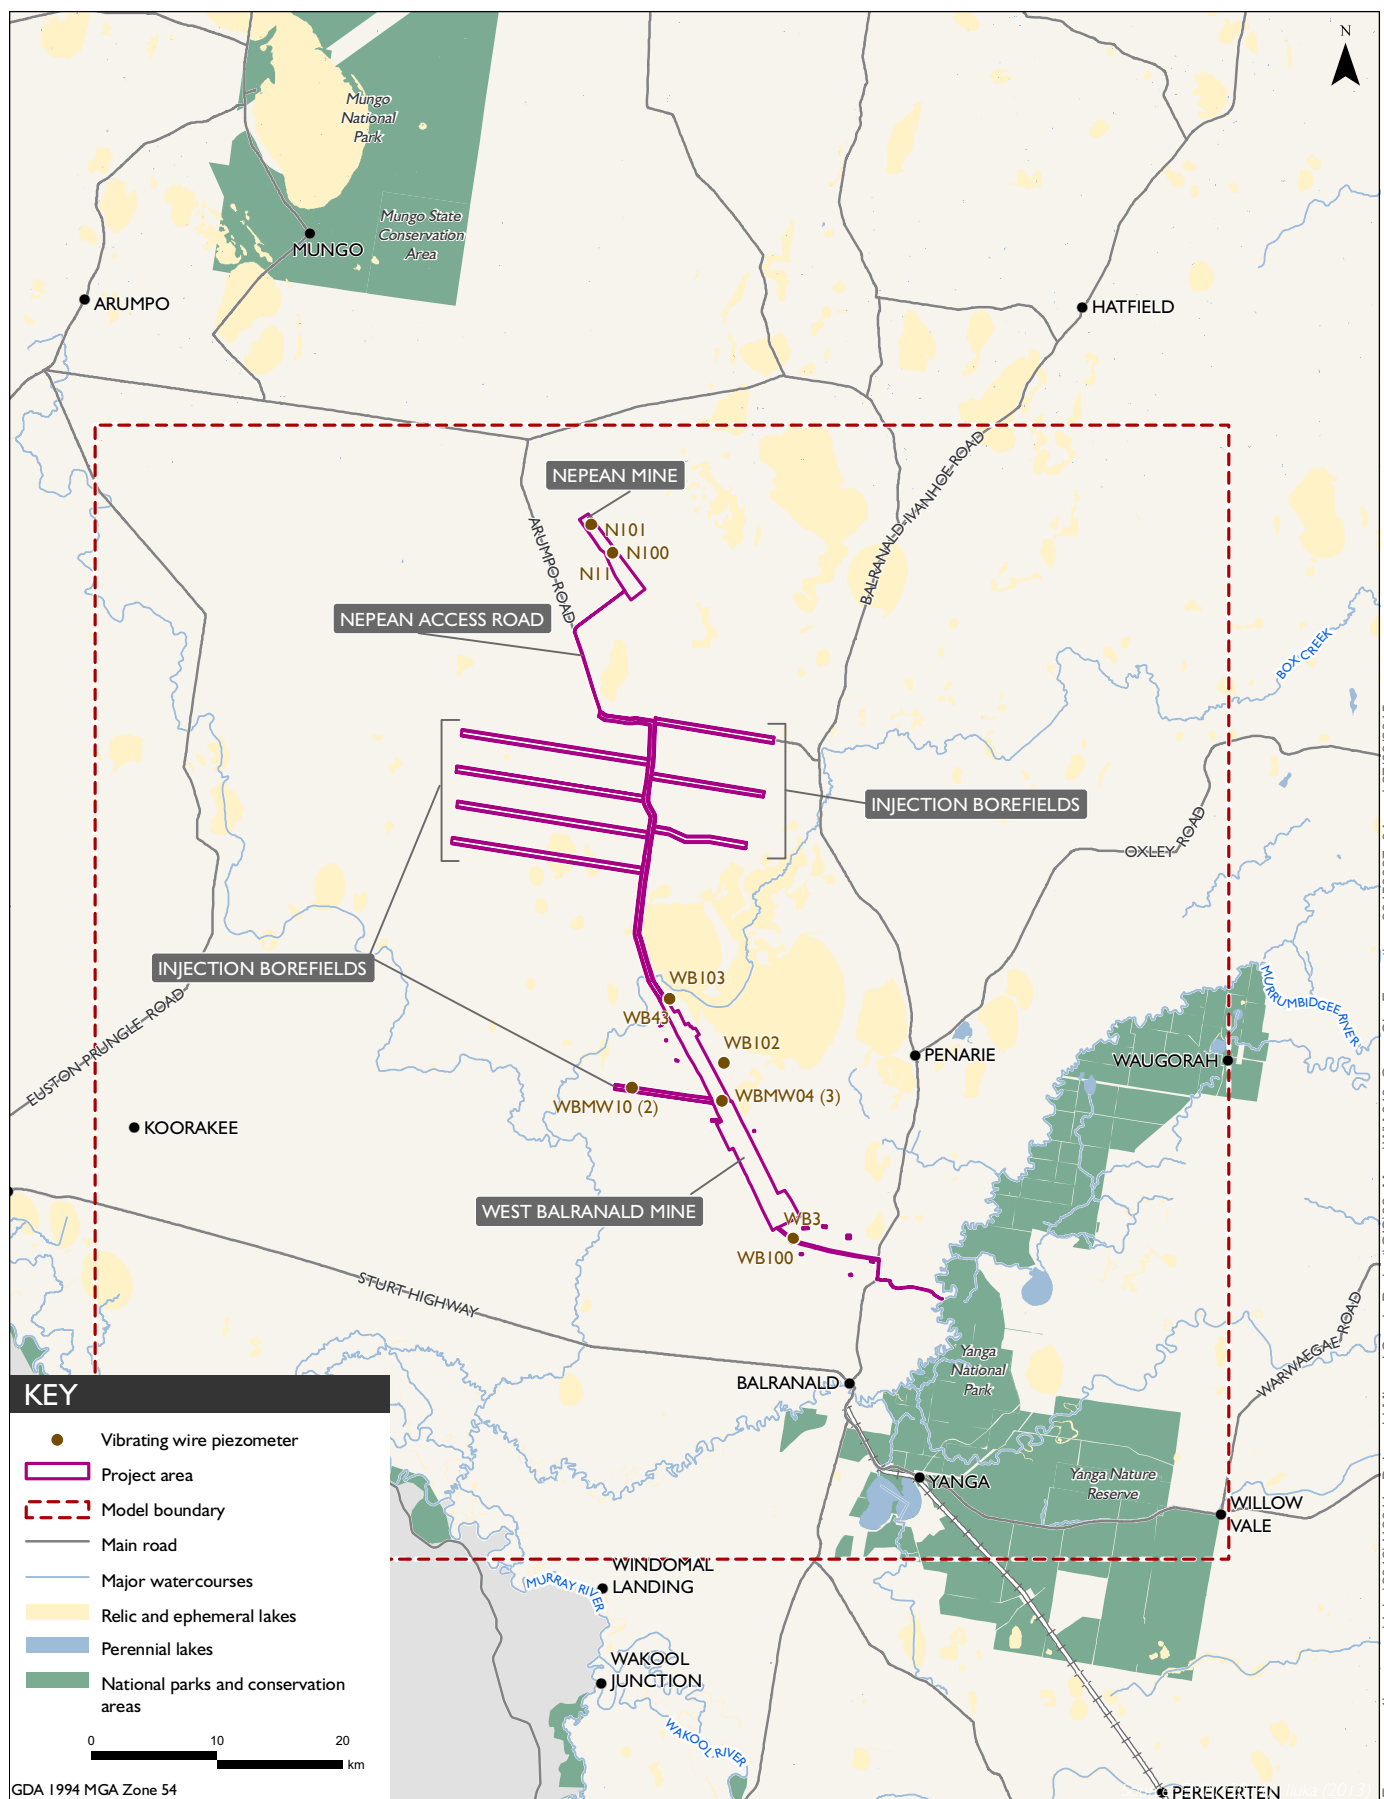 N
Mungo
National
Park
Mungo State
Conservation
Area
MUNGO
ARUMPO
HATFIELD
NEPEAN MINE
N101
N100
N11
ARUMPO ROAD
BALRANALD-IVANHOE-ROAD
NEPEAN ACCESS ROAD
BOX CREEK
INJECTION BOREFIELDS
OXLEY ROAD
INJECTION BOREFIELDS
WB103
WB43
MURRUMBIDGEE RIVER
EUSTON-PRUNGLE-ROAD
WB102
PENARIE
WAUGORAH
WBMW04 (3)
WBMW10 (2)
KOORAKEE
WEST BALRANALD MINE
WB3
WB100
STURT HIGHWAY
WARWAEGAE ROAD
Yanga
National
Park
BALRANALD
YANGA
Yanga Nature
Reserve
WILLOW
VALE
WINDOMAL
LANDING
MURRAY RIVER
WAKOOL
JUNCTION
WAKOOL RIVER
PEREKERTEN
KEY
Vibrating wire piezometer
Project area
Model boundary
Main road
Major watercourses
Relic and ephemeral lakes
Perennial lakes
National parks and conservation
areas
0 10 20
km
GDA 1994 MGA Zone 54